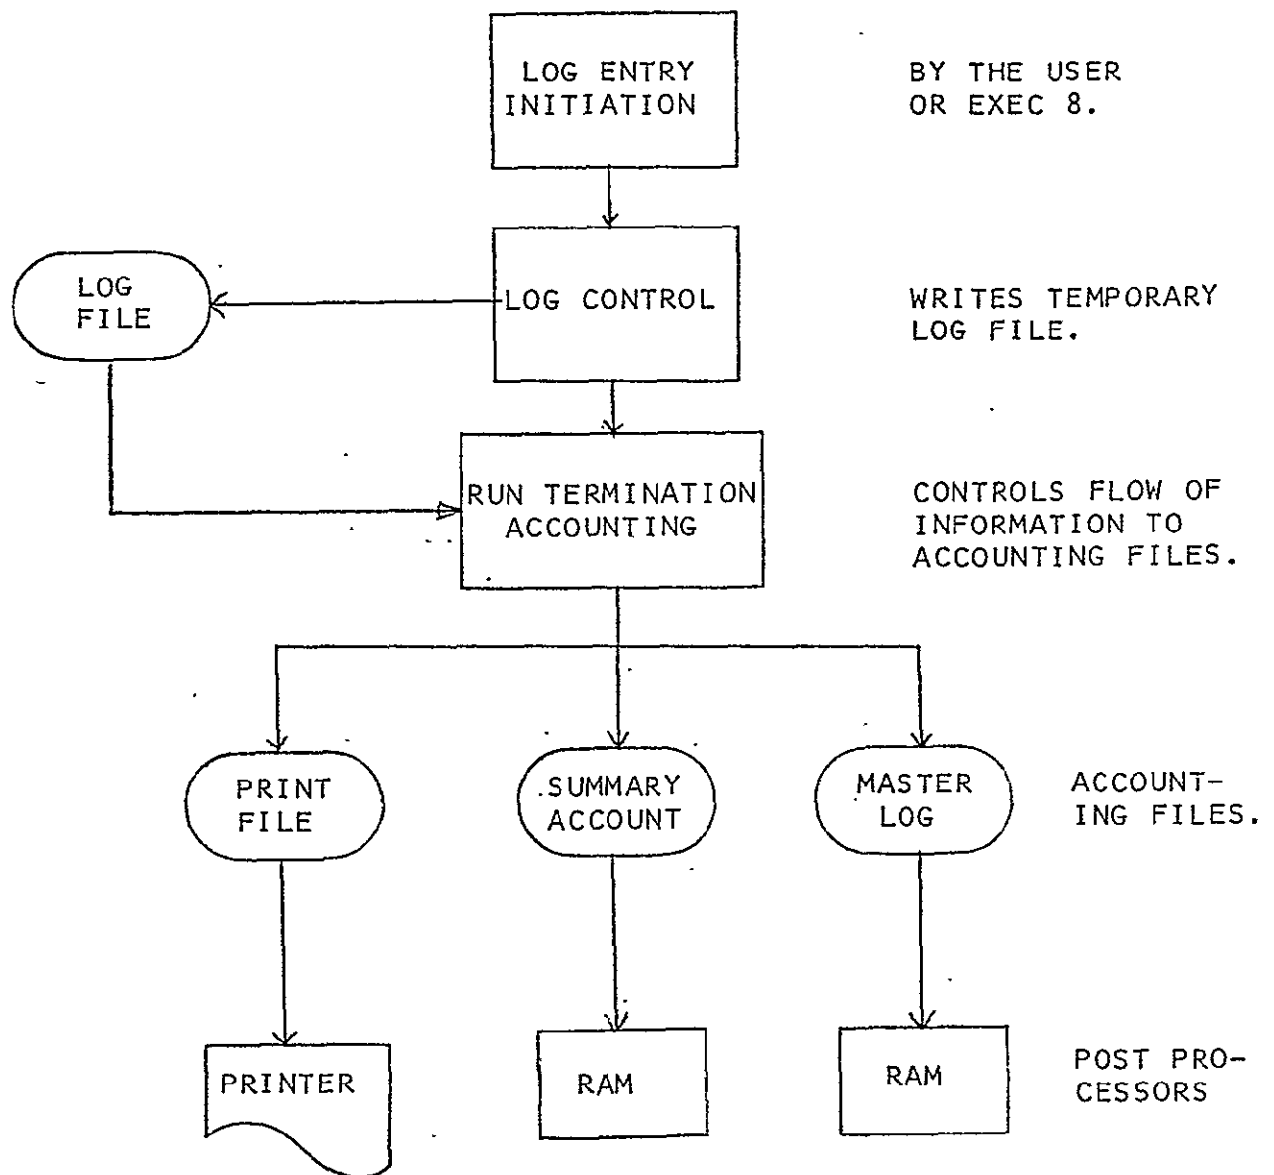 LOG ENTRY
INITIATION
BY THE USER
OR EXEC 8.
LOG
FILE
LOG CONTROL
WRITES TEMPORARY
LOG FILE.
RUN TERMINATION
ACCOUNTING
CONTROLS FLOW OF
INFORMATION TO
ACCOUNTING FILES.
PRINT
FILE
SUMMARY
ACCOUNT
MASTER
LOG
ACCOUNT-
ING FILES.
PRINTER
RAM
RAM
POST PRO-
CESSORS